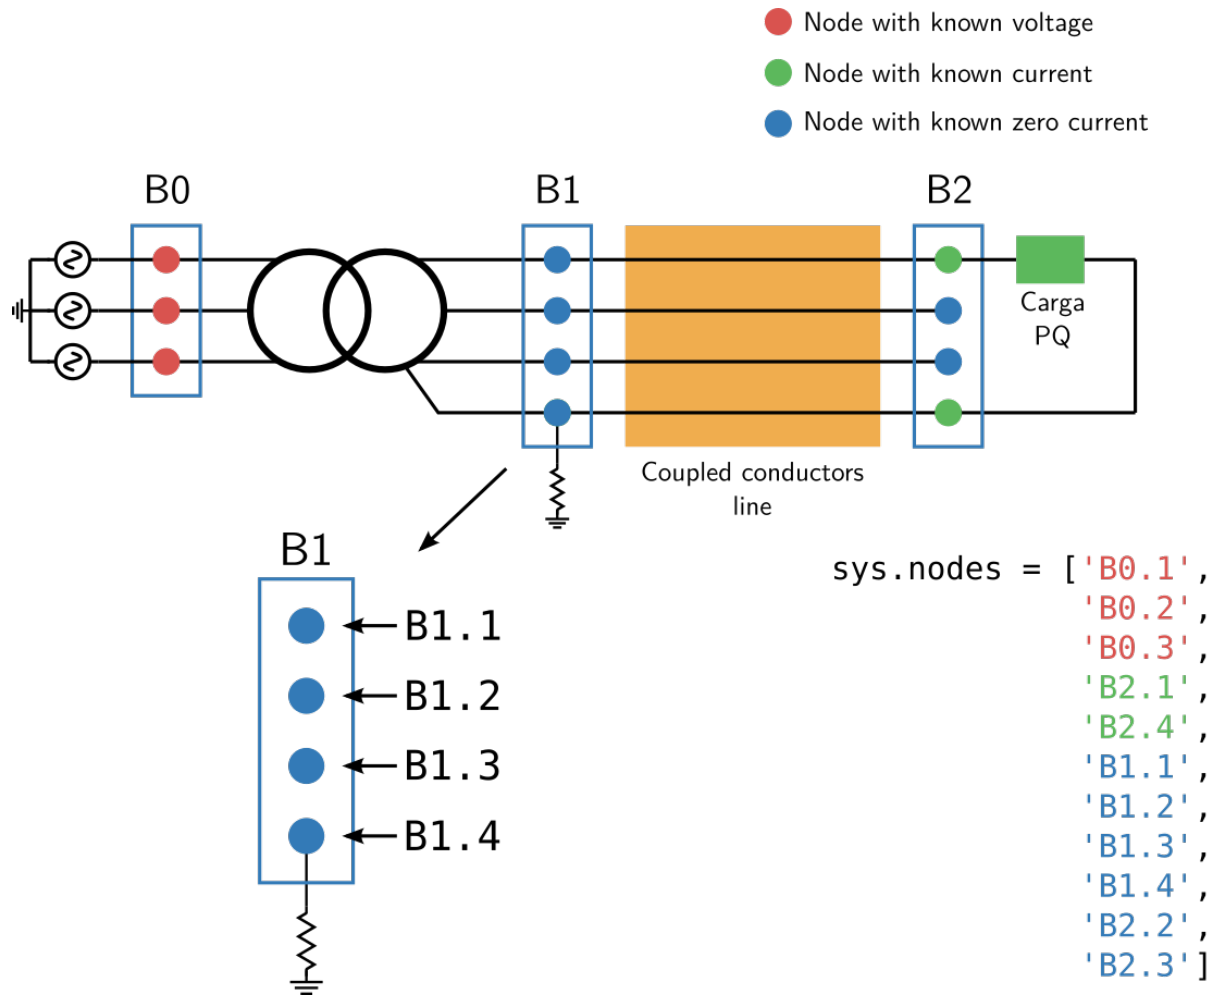 Node with known voltage
Node with known current
Node with known zero current
B0
B1
B2
Carga
PQ
Coupled conductors
line
B1
B1.1
B1.2
B1.3
B1.4
sys.nodes = ['B0.1',
'B0.2',
'B0.3',
'B2.1',
'B2.4',
'B1.1',
'B1.2',
'B1.3',
'B1.4',
'B2.2',
'B2.3']